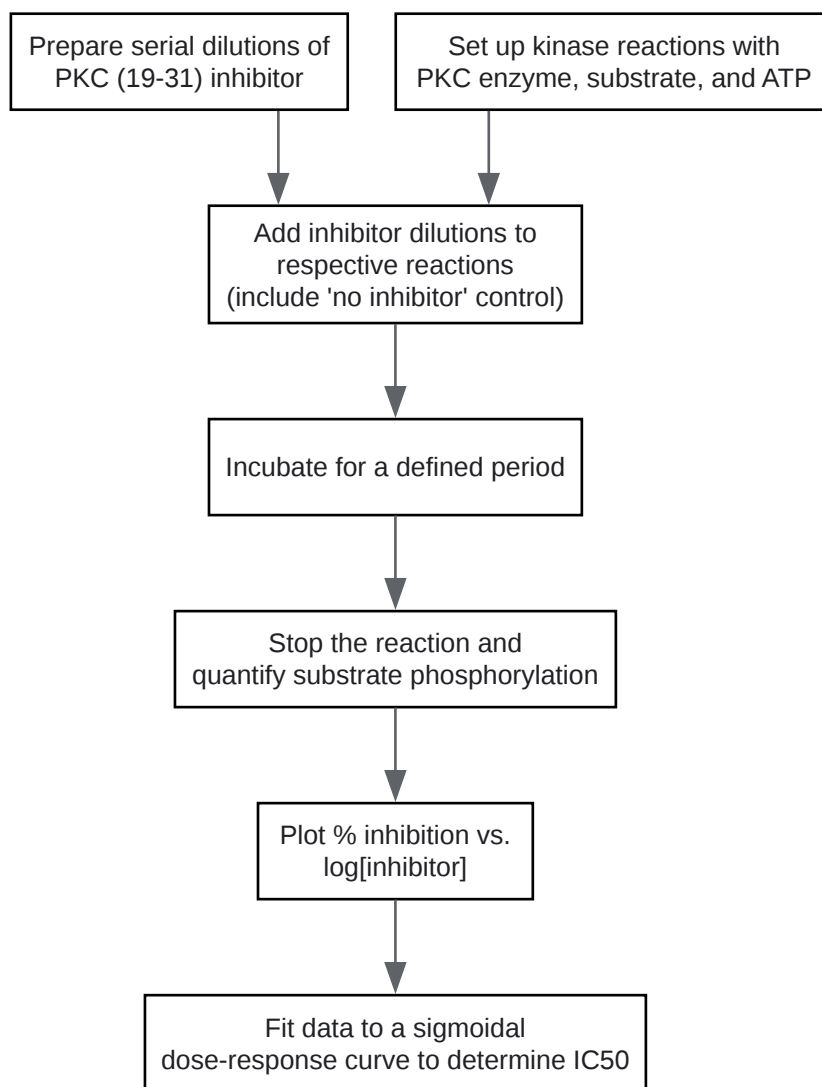 Prepare serial dilutions of
PKC (19-31) inhibitor
Set up kinase reactions with
PKC enzyme, substrate, and ATP
Add inhibitor dilutions to
respective reactions
(include 'no inhibitor' control)
Incubate for a defined period
Stop the reaction and
quantify substrate phosphorylation
Plot % inhibition vs.
log[inhibitor]
Fit data to a sigmoidal
dose-response curve to determine IC50